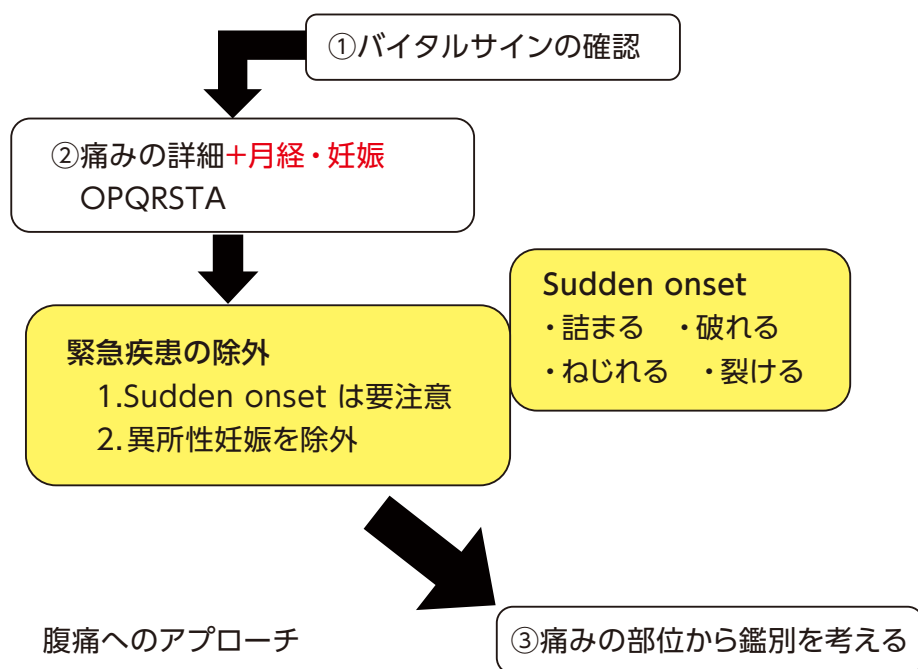 ①バイタルサインの確認
②痛みの詳細+月経・妊娠
OPQRSTA
緊急疾患の除外
1.Sudden onset は要注意
2.異所性妊娠を除外
Sudden onset
・詰まる ・破れる
・ねじれる ・裂ける
腹痛へのアプローチ
③痛みの部位から鑑別を考える